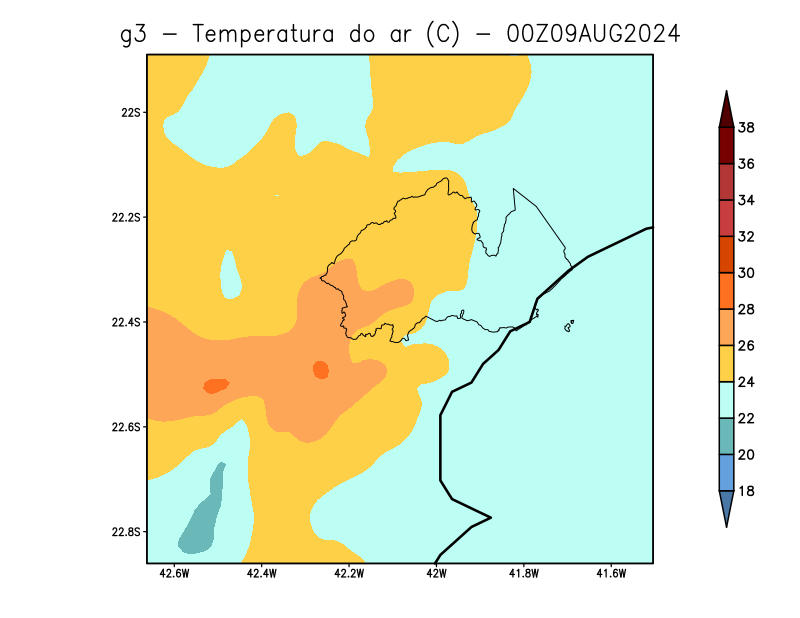 g3 - Temperatura do ar (C) - 00Z09AUG2024
22S
22.2S
22.4S
22.6S
22.8S
42.6W
42.4W
42.2W
42W
41.8W
41.6W
38
36
34
32
30
28
26
24
22
20
18